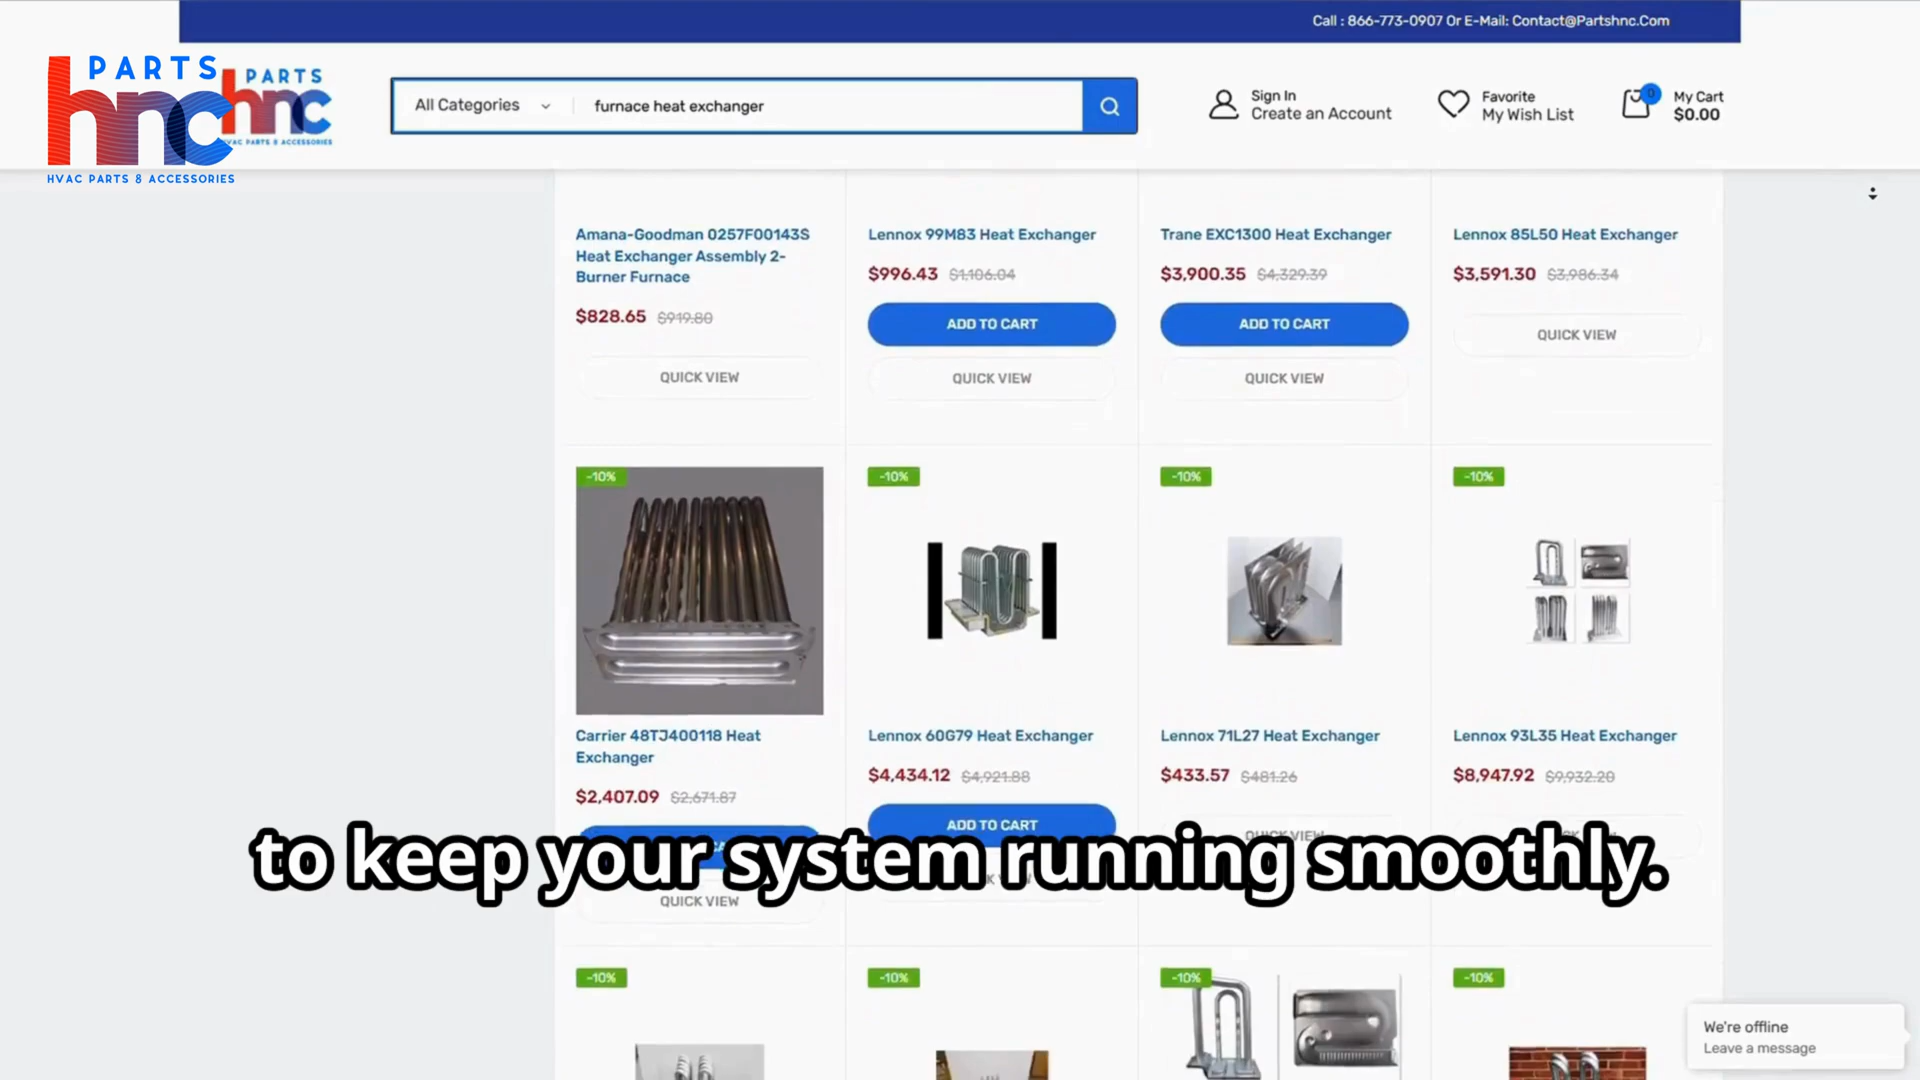 Call : 866-773-0907 Or E-Mail: Contact@Partshnc.Com
PARTS
hnc
HVAC PARTS & ACCESSORIES
PARTS
hnc
HVAC PARTS & ACCESSORIES
All Categories
furnace heat exchanger
Sign In
Create an Account
Favorite
My Wish List
0
My Cart
$0.00
Amana-Goodman 0257F00143S
Heat Exchanger Assembly 2-
Burner Furnace
$828.65 $919.80
QUICK VIEW
Lennox 99M83 Heat Exchanger
$996.43 $1,106.04
ADD TO CART
QUICK VIEW
Trane EXC1300 Heat Exchanger
$3,900.35 $4,329.39
ADD TO CART
QUICK VIEW
Lennox 85L50 Heat Exchanger
$3,591.30 $3,986.34
QUICK VIEW
-10%
Carrier 48TJ400118 Heat
Exchanger
$2,407.09 $2,671.87
QUICK VIEW
-10%
Lennox 60G79 Heat Exchanger
$4,434.12 $4,921.88
ADD TO CART
-10%
Lennox 71L27 Heat Exchanger
$433.57 $481.26
QUICK VIEW
-10%
Lennox 93L35 Heat Exchanger
$8,947.92 $9,932.20
to keep your system running smoothly.
-10%
-10%
-10%
-10%
We're offline
Leave a message